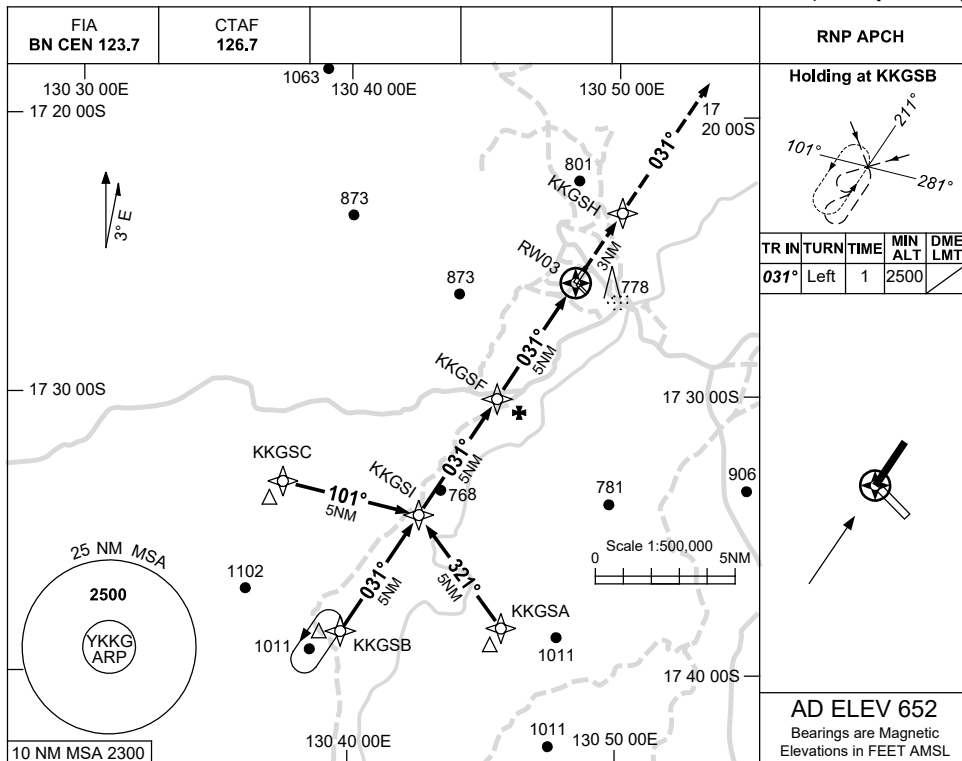 FIA
BN CEN 123.7
CTAF
126.7
RNP APCH
1063
130 30 00E
130 40 00E
130 50 00E
17 20 00S
17
20 00S
Holding at KKGSB
211°
101°
281°
TR IN
TURN
TIME
MIN ALT
DME LMT
031°
Left
1
2500
3° E
031°
801
KKGSH
873
RW03
3NM
873
778
031°
5NM
KKGSF
17 30 00S
17 30 00S
KKGSC
KKGSI
031°
5NM
101°
5NM
768
781
906
25 NM MSA
2500
YKKG
ARP
Scale 1:500,000
0
5NM
1102
031°
5NM
321°
5NM
KKGSA
1011
KKGSB
1011
17 40 00S
1011
10 NM MSA 2300
130 40 00E
130 50 00E
AD ELEV 652
Bearings are Magnetic
Elevations in FEET AMSL